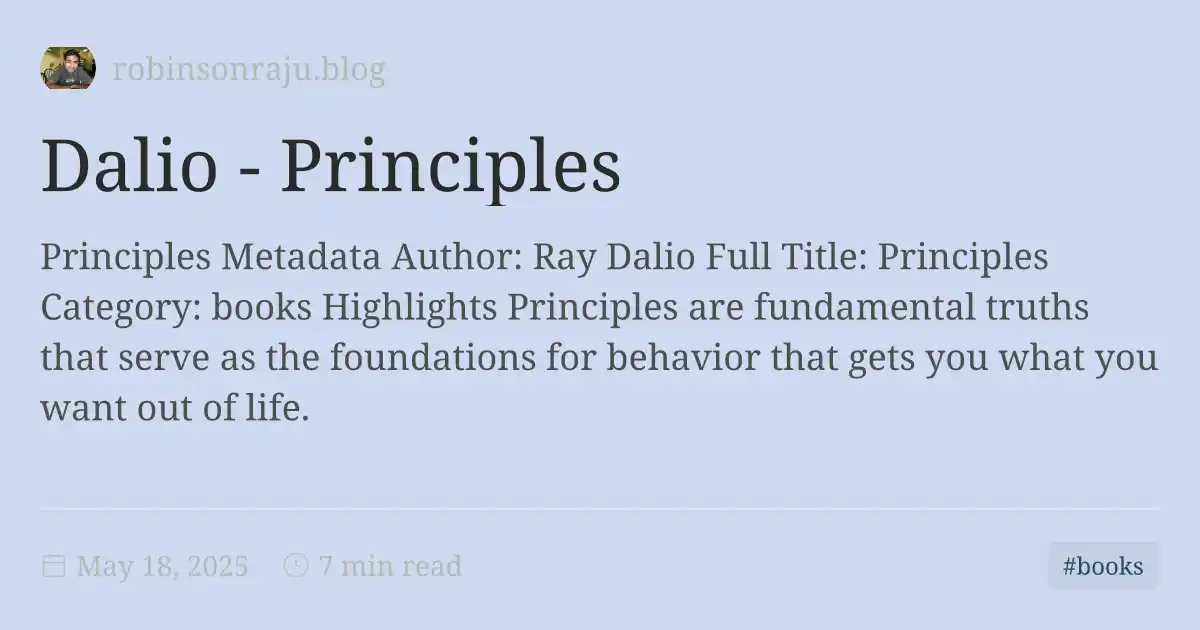 robinsonraju.blog
Dalio - Principles
Principles Metadata Author: Ray Dalio Full Title: Principles
Category: books Highlights Principles are fundamental truths
that serve as the foundations for behavior that gets you what you
want out of life.
May 18, 2025 7 min read #books